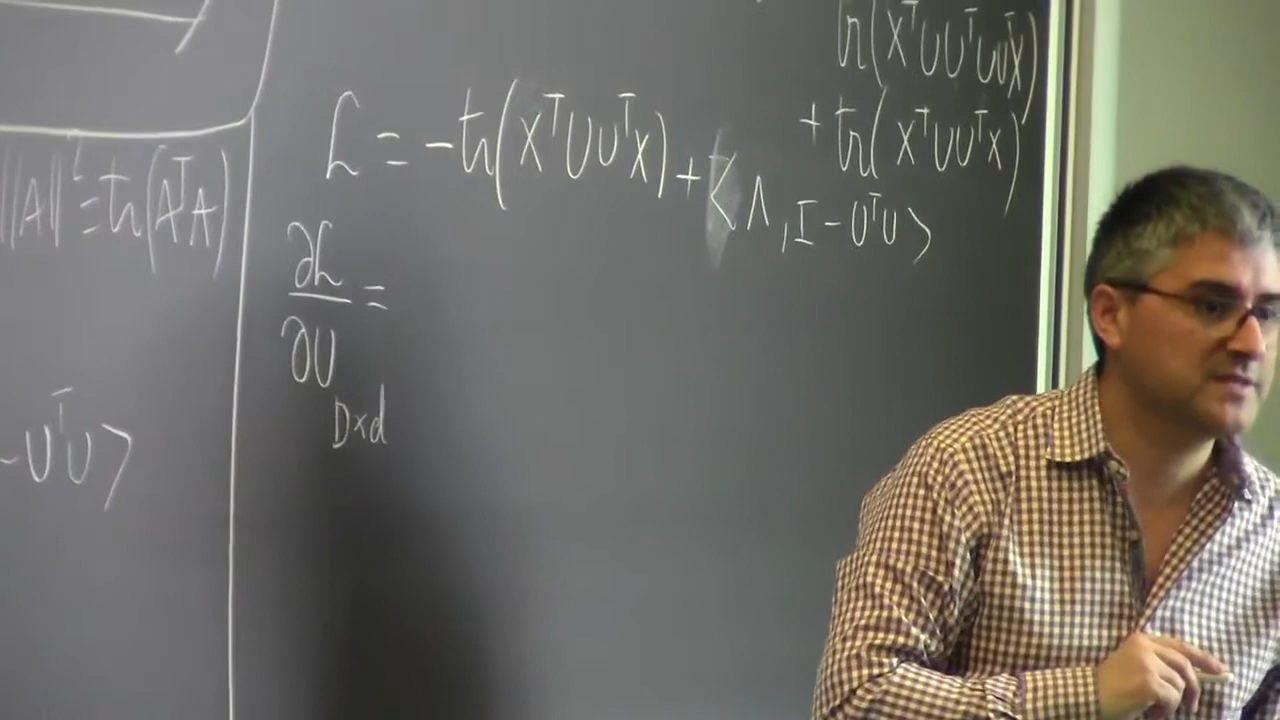 tr(XᵀUUᵀUUᵀX)
+ tr(XᵀUUᵀX)
L = -tr(XᵀUUᵀX) + <Λ, I - UᵀU>
||A||² = tr(AᵀA)
∂L/∂U =
D×d
-UᵀU>